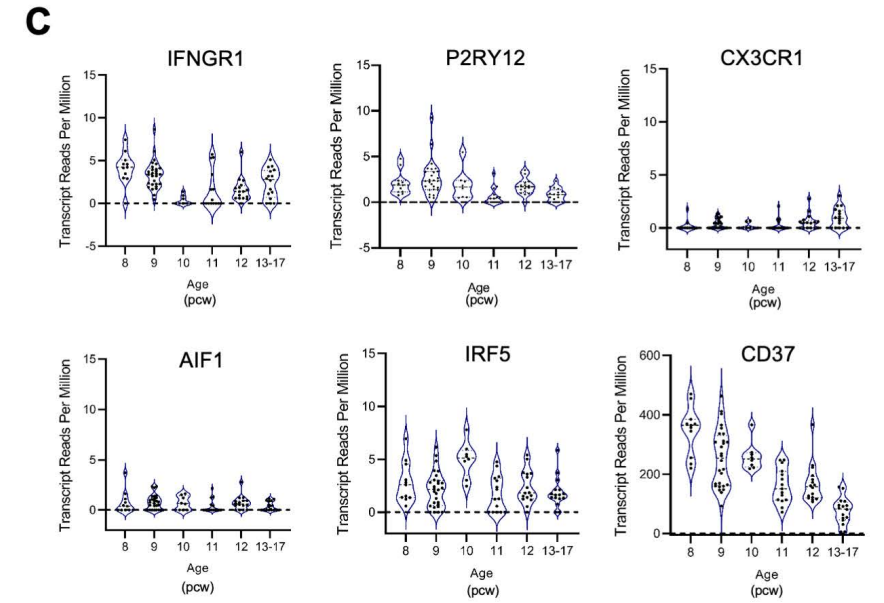 C
IFNGR1
Transcript Reads Per Million
15
10
5
0
-5
8 9 10 11 12 13-17
Age
(pcw)
P2RY12
Transcript Reads Per Million
15
10
5
0
-5
8 9 10 11 12 13-17
Age
(pcw)
CX3CR1
Transcript Reads Per Million
15
10
5
0
8 9 10 11 12 13-17
Age
(pcw)
AIF1
Transcript Reads Per Million
15
10
5
0
8 9 10 11 12 13-17
Age
(pcw)
IRF5
Transcript Reads Per Million
15
10
5
0
8 9 10 11 12 13-17
Age
(pcw)
CD37
Transcript Reads Per Million
600
400
200
0
8 9 10 11 12 13-17
Age
(pcw)